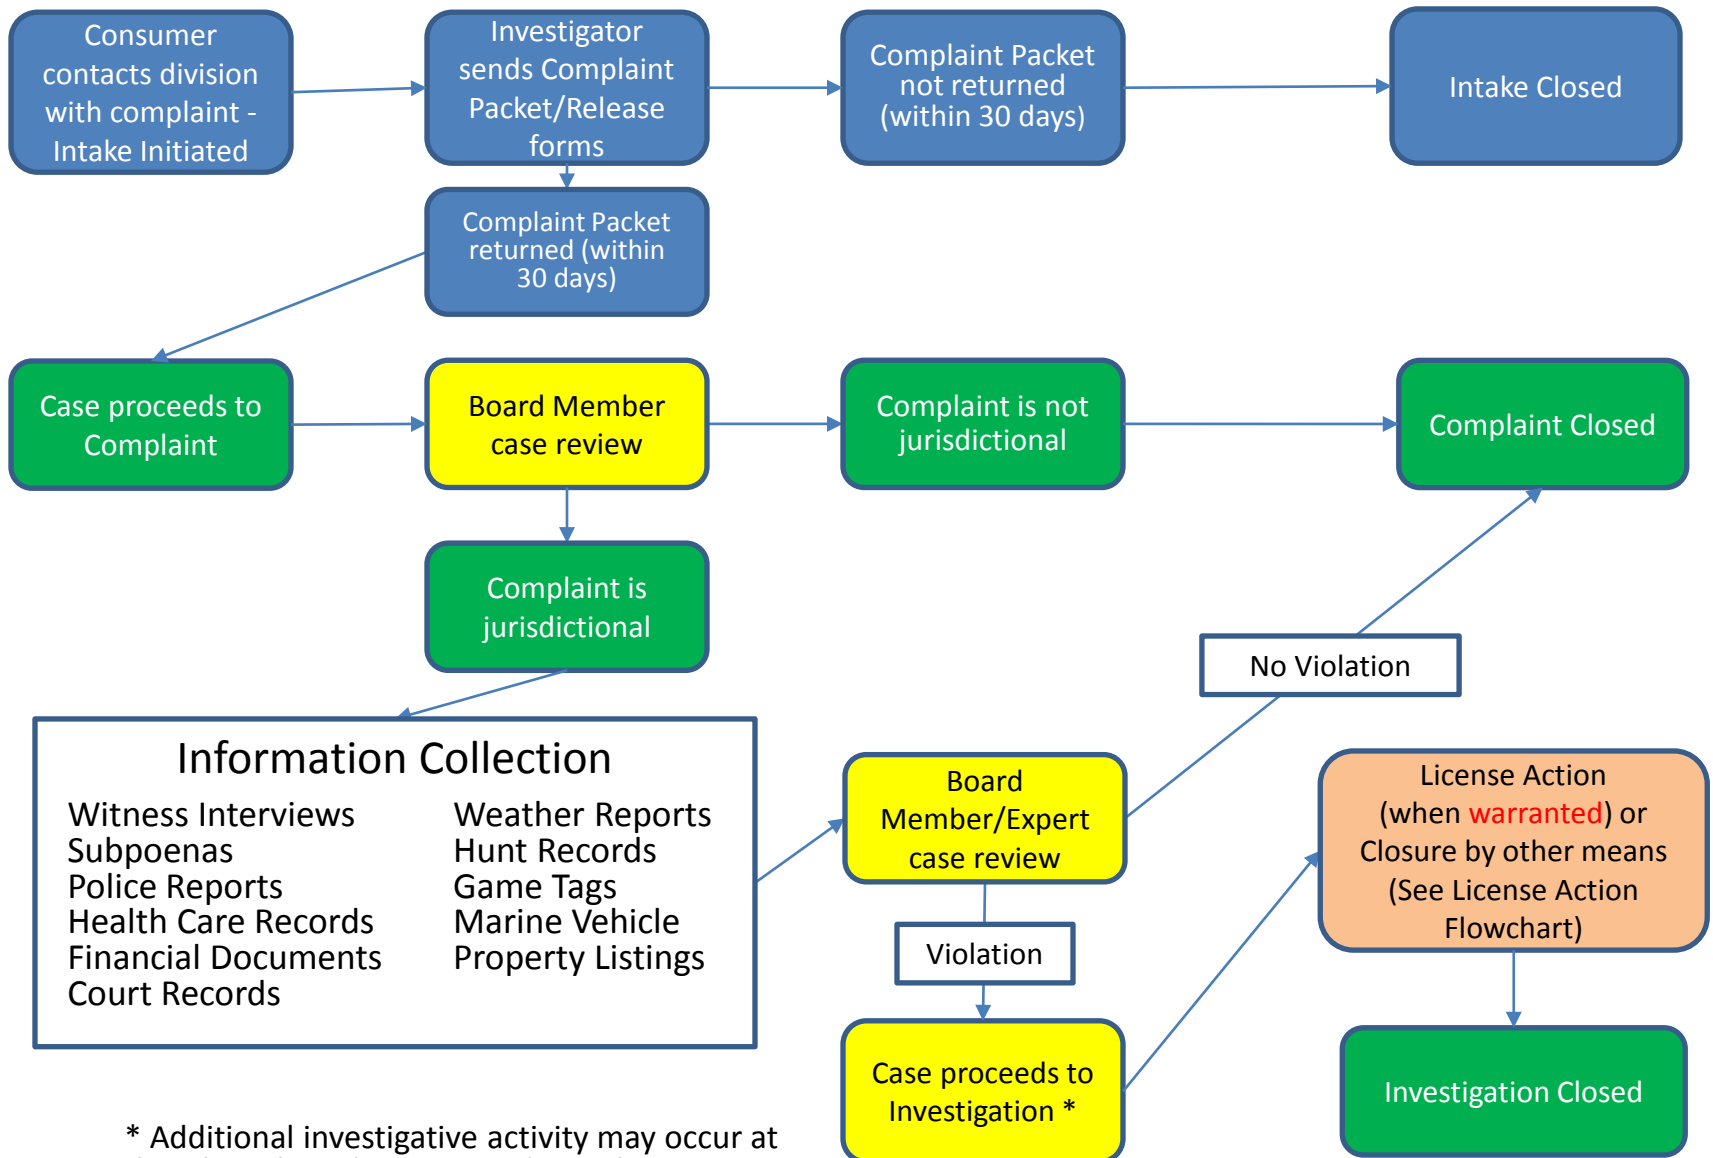 Consumer
contacts division
with complaint -
Intake Initiated
Investigator
sends Complaint
Packet/Release
forms
Complaint Packet
not returned
(within 30 days)
Intake Closed
Complaint Packet
returned (within
30 days)
Case proceeds to
Complaint
Board Member
case review
Complaint is not
jurisdictional
Complaint Closed
Complaint is
jurisdictional
No Violation
Information Collection
Witness Interviews
Subpoenas
Police Reports
Health Care Records
Financial Documents
Court Records
Weather Reports
Hunt Records
Game Tags
Marine Vehicle
Property Listings
Board
Member/Expert
case review
Violation
Case proceeds to
Investigation *
License Action
(when warranted) or
Closure by other means
(See License Action
Flowchart)
Investigation Closed
* Additional investigative activity may occur at